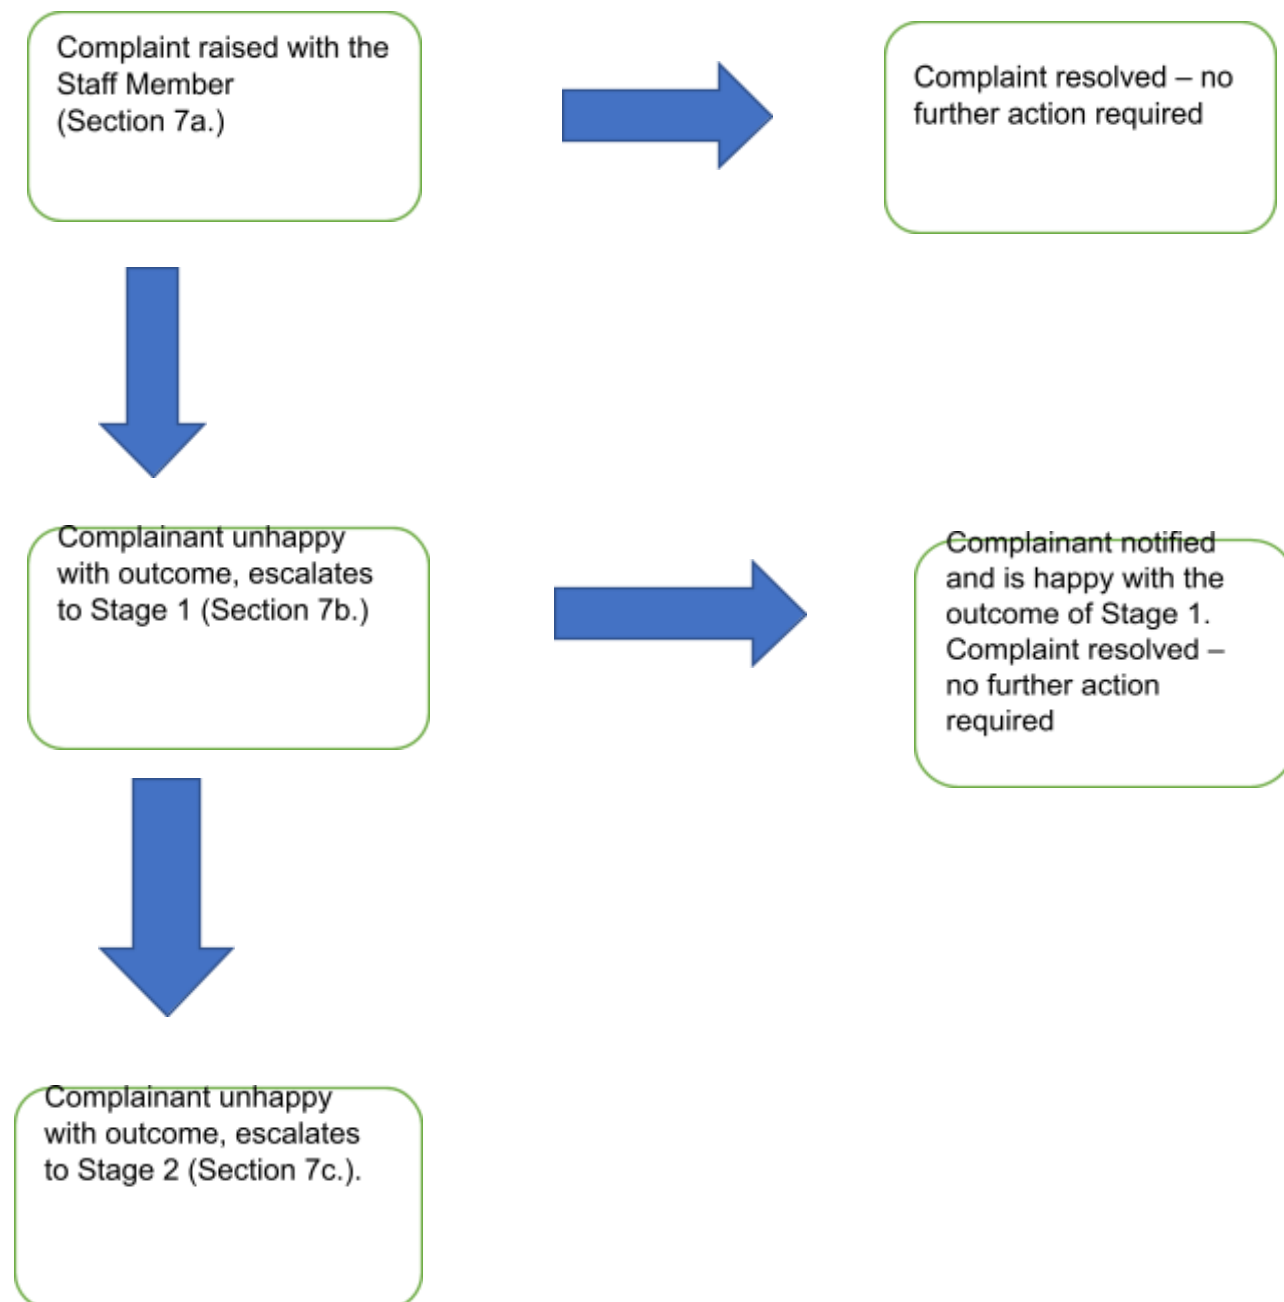 Complaint raised with the
Staff Member
(Section 7a.)
Complaint resolved – no
further action required
Complainant unhappy
with outcome, escalates
to Stage 1 (Section 7b.)
Complainant notified
and is happy with the
outcome of Stage 1.
Complaint resolved –
no further action
required
Complainant unhappy
with outcome, escalates
to Stage 2 (Section 7c.).